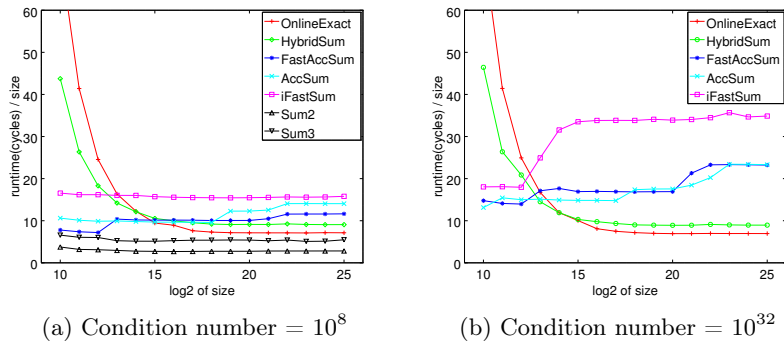 60
50
40
30
20
10
0
runtime(cycles) / size
10
15
20
25
log2 of size
OnlineExact
HybridSum
FastAccSum
AccSum
iFastSum
Sum2
Sum3
(a) Condition number = 10^8
60
50
40
30
20
10
0
runtime(cycles) / size
10
15
20
25
log2 of size
OnlineExact
HybridSum
FastAccSum
AccSum
iFastSum
(b) Condition number = 10^32